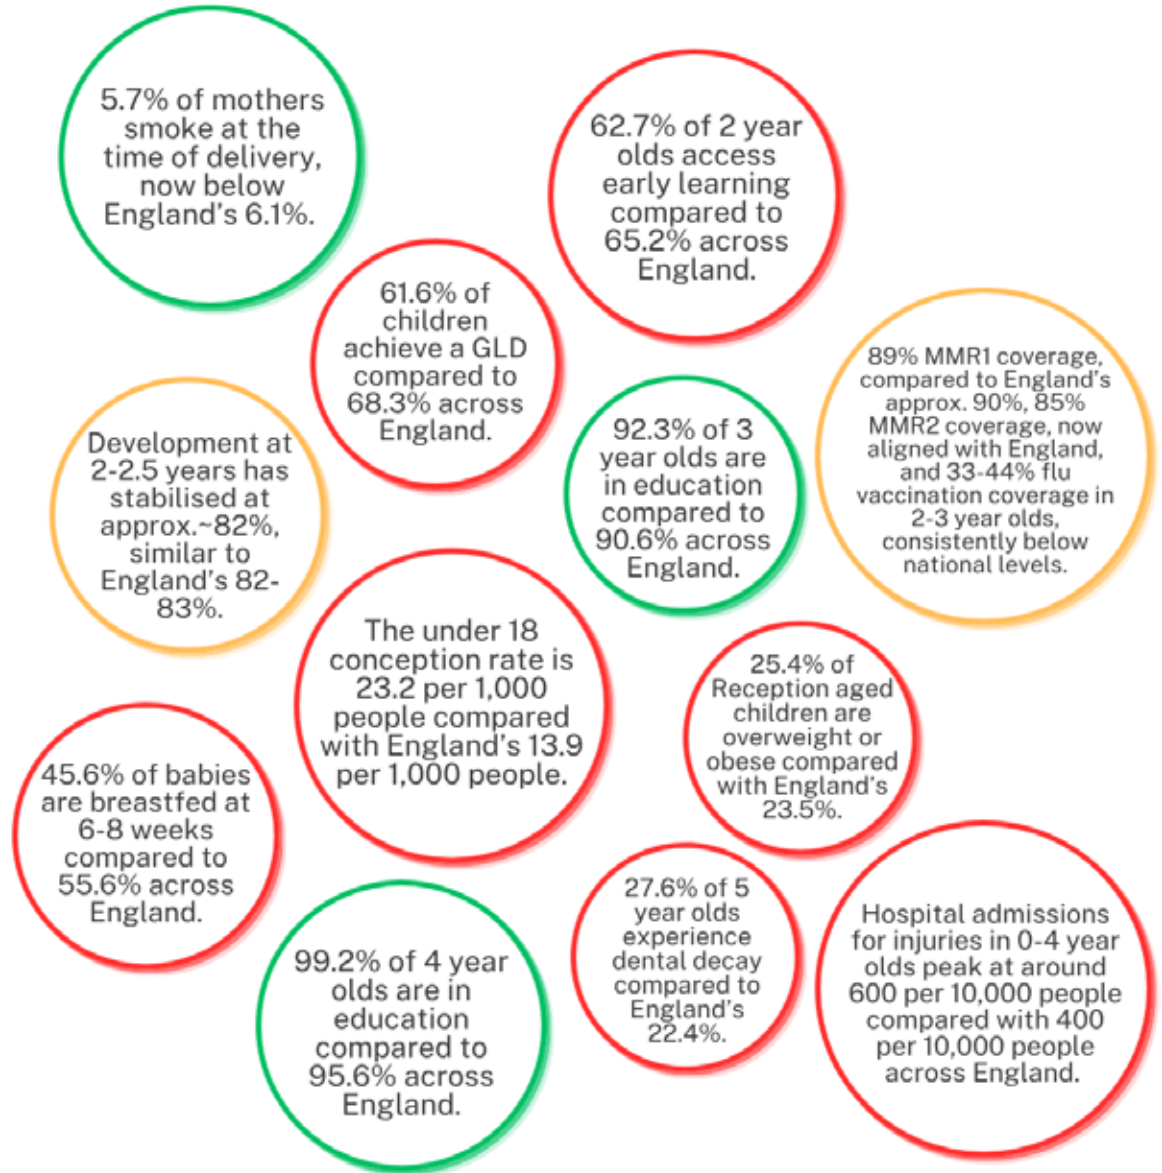 5.7% of mothers
smoke at the
time of delivery,
now below
England's 6.1%.
62.7% of 2 year
olds access
early learning
compared to
65.2% across
England.
61.6% of
children
achieve a GLD
compared to
68.3% across
England.
89% MMR1 coverage,
compared to England's
approx. 90%, 85%
MMR2 coverage, now
aligned with England,
and 33-44% flu
vaccination coverage in
2-3 year olds,
consistently below
national levels.
Development at
2-2.5 years has
stabilised at
approx.~82%,
similar to
England's 82-
83%.
92.3% of 3
year olds are
in education
compared to
90.6% across
England.
The under 18
conception rate is
23.2 per 1,000
people compared
with England's 13.9
per 1,000 people.
25.4% of
Reception aged
children are
overweight or
obese compared
with England's
23.5%.
45.6% of babies
are breastfed at
6-8 weeks
compared to
55.6% across
England.
27.6% of 5
year olds
experience
dental decay
compared to
England's
22.4%.
Hospital admissions
for injuries in 0-4 year
olds peak at around
600 per 10,000 people
compared with 400
per 10,000 people
across England.
99.2% of 4 year
olds are in
education
compared to
95.6% across
England.